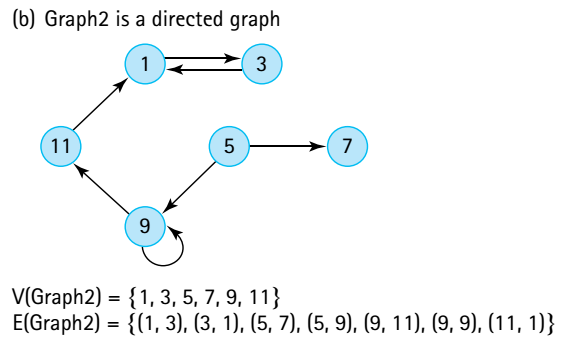 (b) Graph2 is a directed graph
1 3
11 5 7
9
V(Graph2) = {1, 3, 5, 7, 9, 11}
E(Graph2) = {(1, 3), (3, 1), (5, 7), (5, 9), (9, 11), (9, 9), (11, 1)}